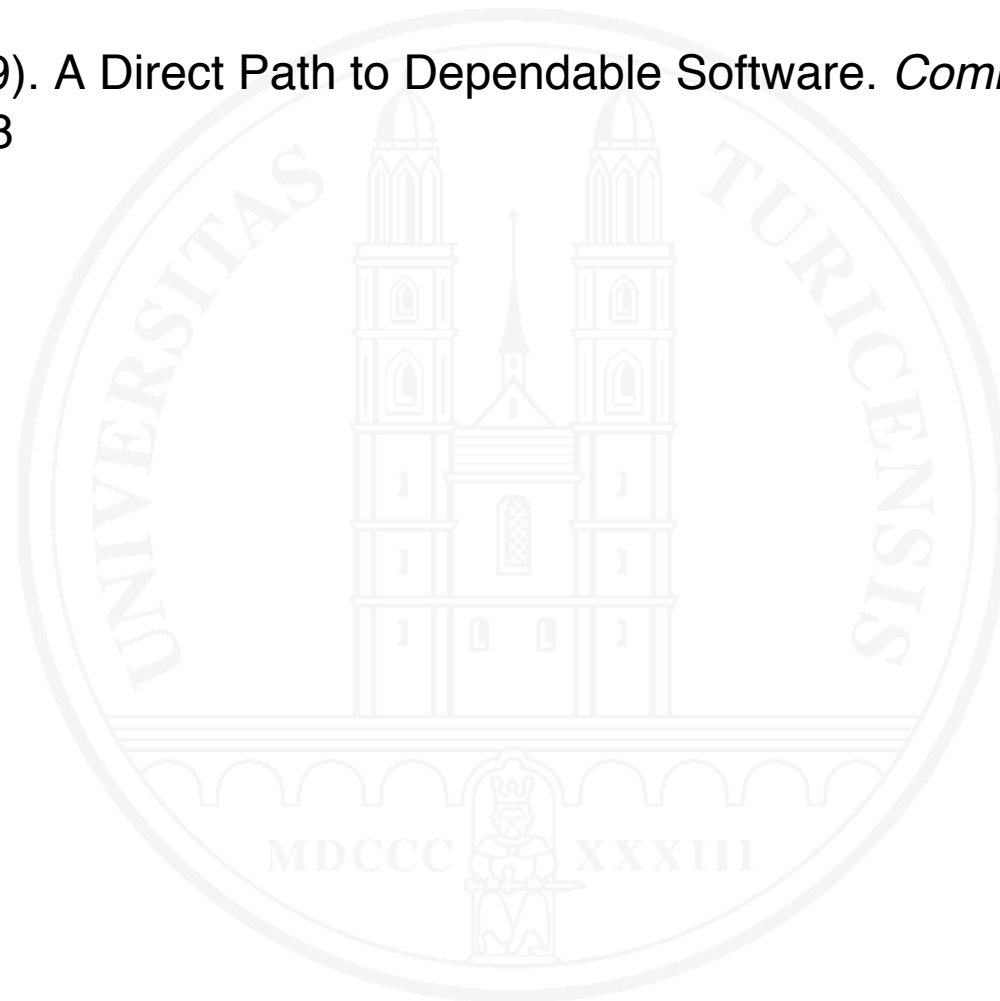 9). A Direct Path to Dependable Software. Com
3
UNIVERSITAS
TURICENSIS
MDCCC XXXIII